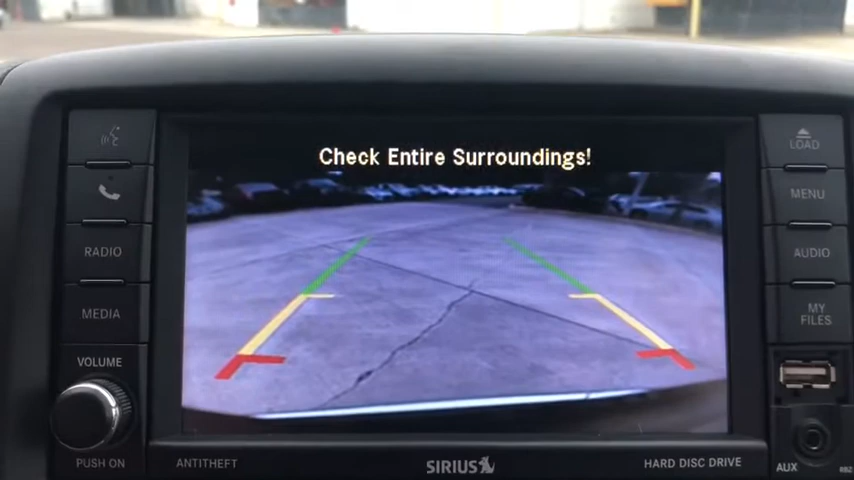 Check Entire Surroundings!
LOAD
MENU
RADIO
AUDIO
MEDIA
MY
FILES
VOLUME
PUSH ON
ANTITHEFT
SIRIUS
HARD DISC DRIVE
AUX
RBZ